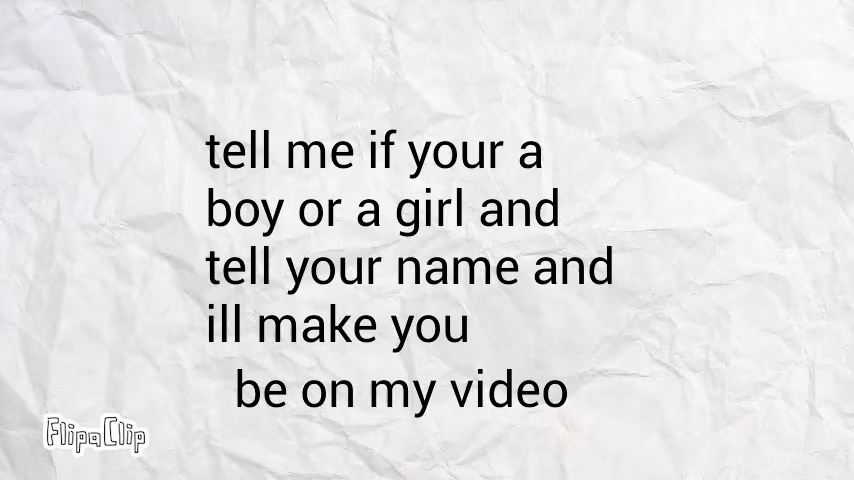 tell me if your a
boy or a girl and
tell your name and
ill make you
be on my video
FlipaClip